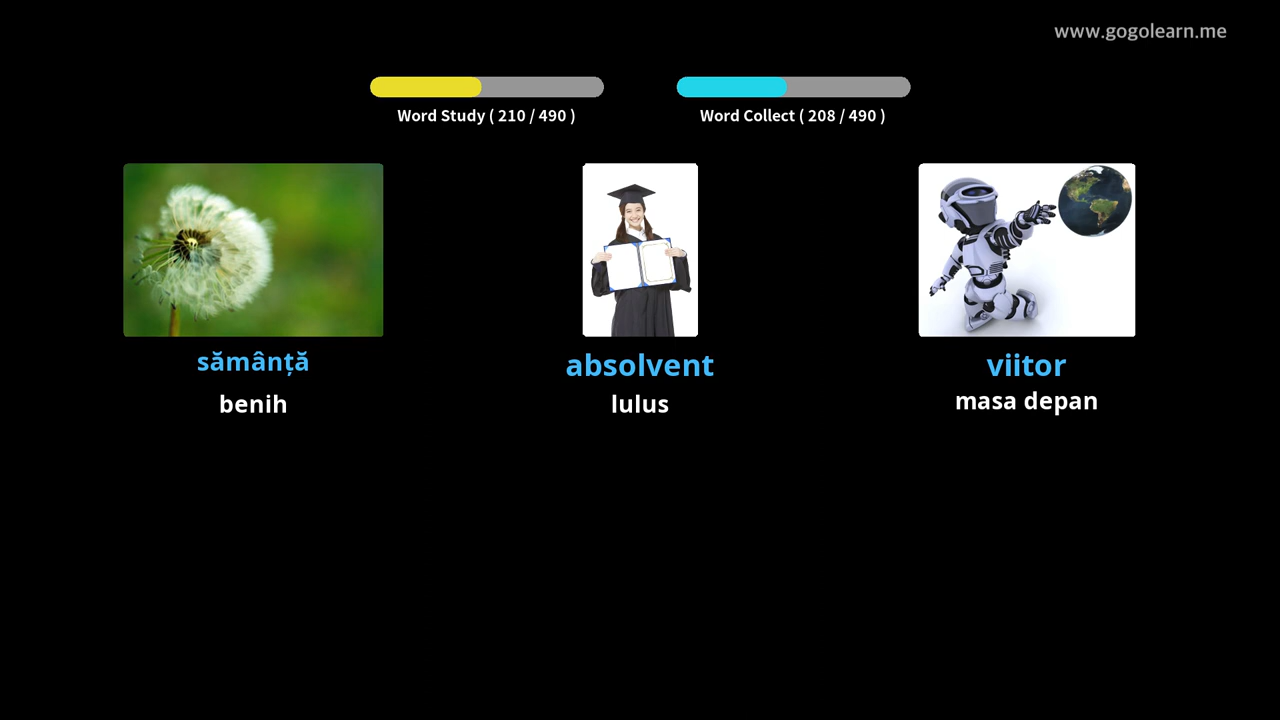 www.gogolearn.me
Word Study ( 210 / 490 )
Word Collect ( 208 / 490 )
sămânță
absolvent
viitor
benih
lulus
masa depan